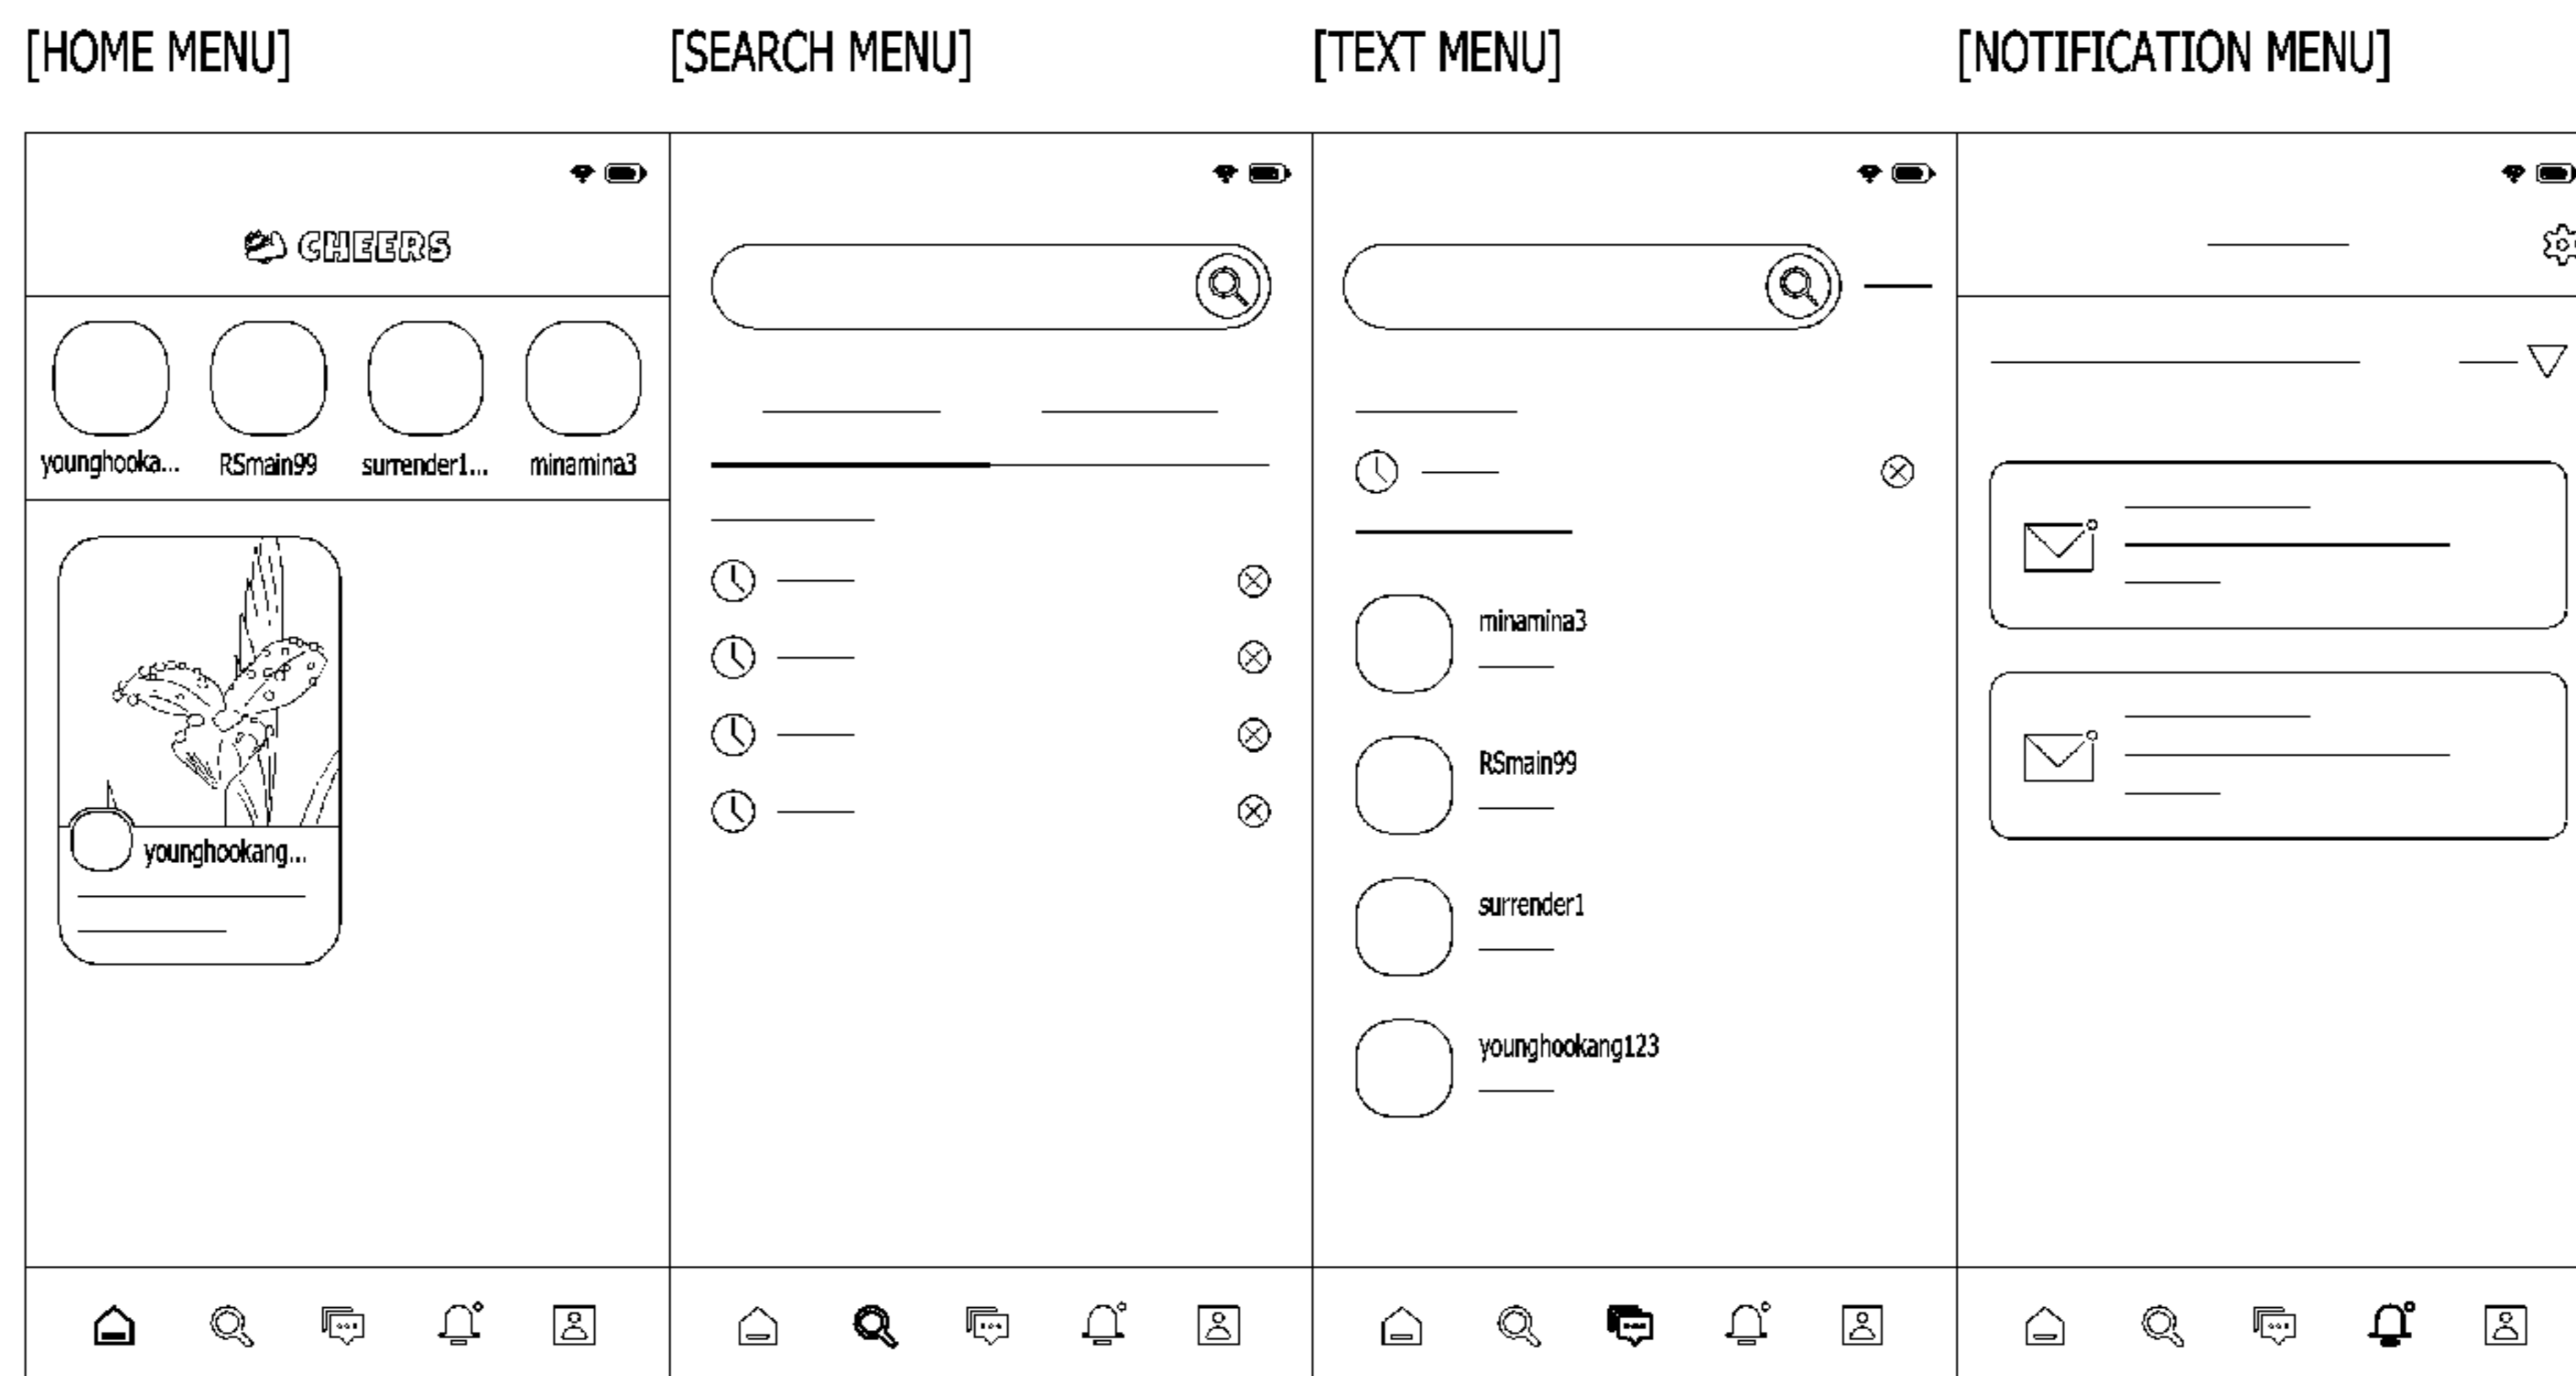 [HOME MENU]
[SEARCH MENU]
[TEXT MENU]
[NOTIFICATION MENU]
CHEERS
younghooka...
RSmain99
surrender1...
minamina3
younghookang...
minamina3
RSmain99
surrender1
younghookang123